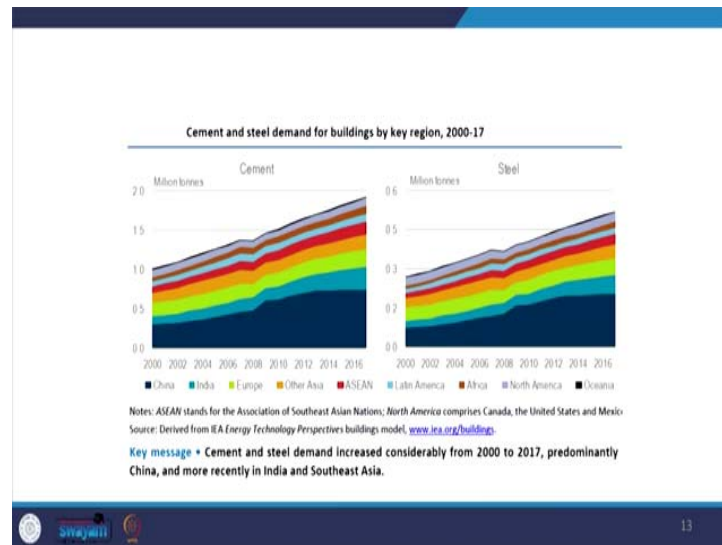 Cement and steel demand for buildings by key region, 2000-17
Cement
Million tonnes
2 0
1 5
1 0
0 5
0 0
2000 2002 2004 2006 2008 2010 2012 2014 2016
Steel
Million tonnes
0 6
0 5
0 3
0 2
0 0
2000 2002 2004 2006 2008 2010 2012 2014 2016
China India Europe Other Asia ASEAN Latin America Africa North America Oceania
Notes: ASEAN stands for the Association of Southeast Asian Nations; North America comprises Canada, the United States and Mexic
Source: Derived from IEA Energy Technology Perspectives buildings model, www.iea.org/buildings.
Key message • Cement and steel demand increased considerably from 2000 to 2017, predominantly
China, and more recently in India and Southeast Asia.
swayam
13